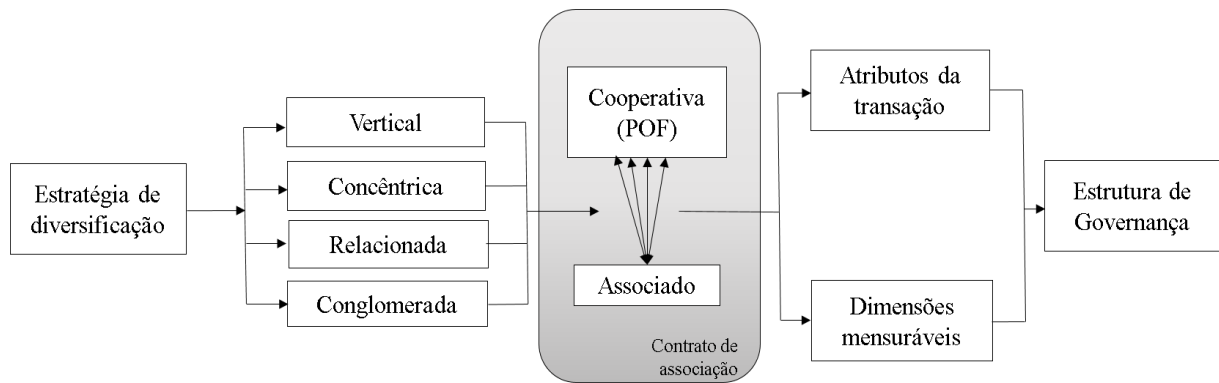 Estratégia de
diversificação
Vertical
Concêntrica
Relacionada
Conglomerada
Cooperativa
(POF)
Associado
Contrato de
associação
Atributos da
transação
Dimensões
mensuráveis
Estrutura de
Governança